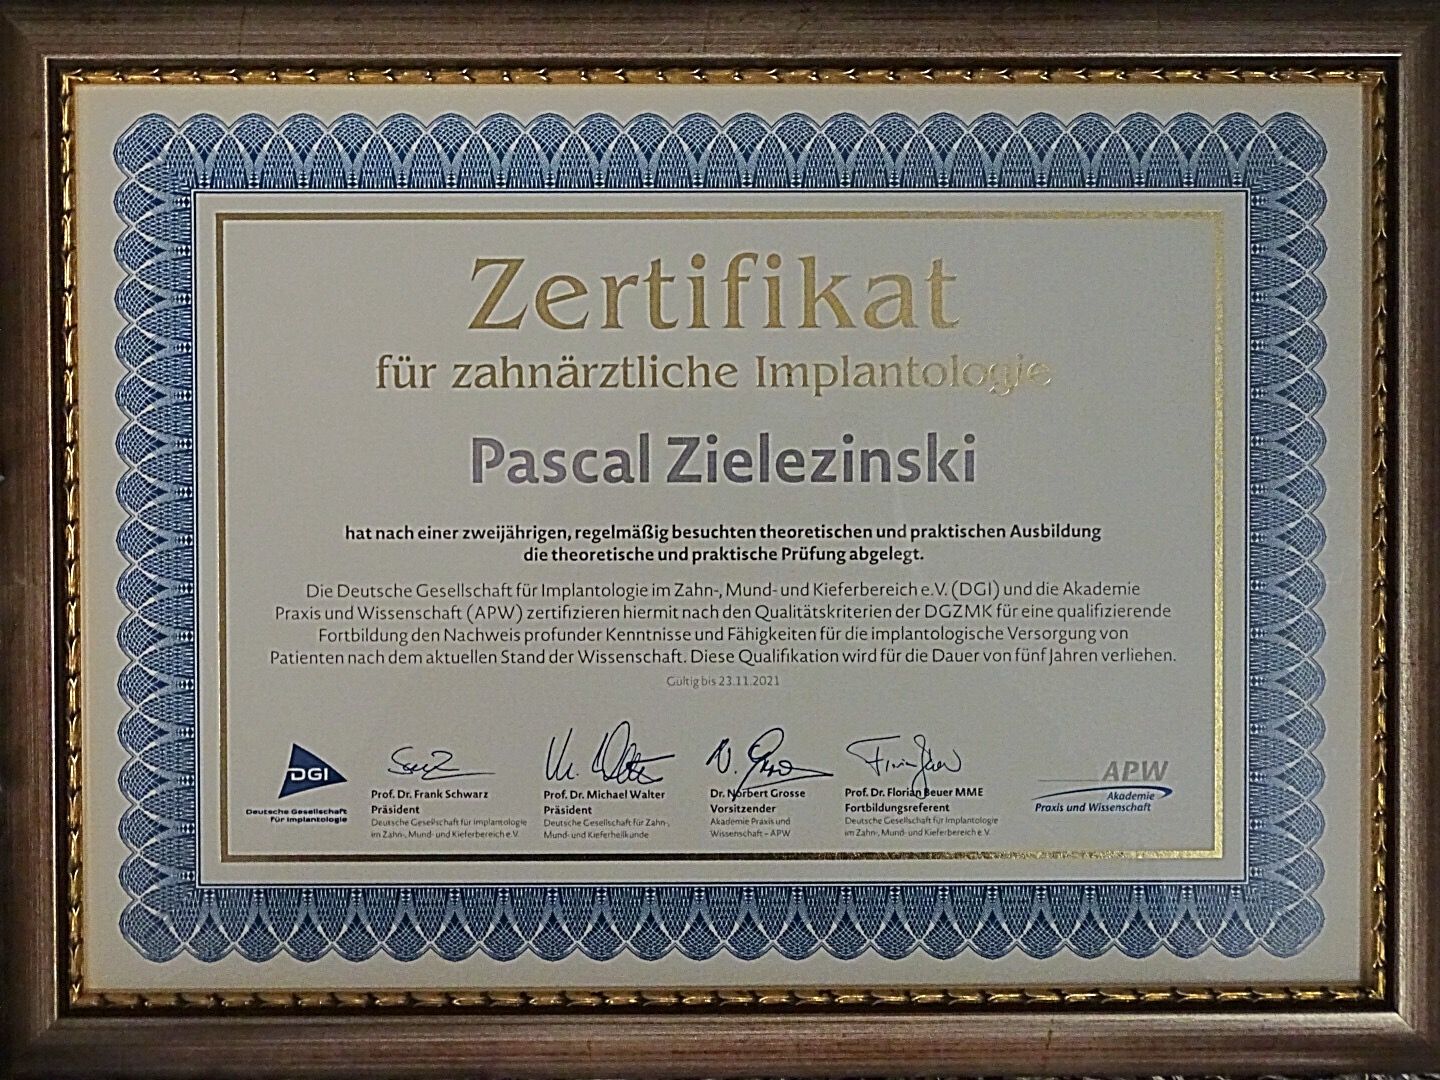 Zertifikat
für zahnärztliche Implantologie
Pascal Zielezinski
hat nach einer zweijährigen, regelmäßig besuchten theoretischen und praktischen Ausbildung
die theoretische und praktische Prüfung abgelegt.
Die Deutsche Gesellschaft für Implantologie im Zahn-, Mund- und Kieferbereich e.V. (DGI) und die Akademie
Praxis und Wissenschaft (APW) zertifizieren hiermit nach den Qualitätskriterien der DGZMK für eine qualifizierende
Fortbildung den Nachweis profunder Kenntnisse und Fähigkeiten für die implantologische Versorgung von
Patienten nach dem aktuellen Stand der Wissenschaft. Diese Qualifikation wird für die Dauer von fünf Jahren verliehen.
Gültig bis 23.11.2021
DGI
Deutsche Gesellschaft
für Implantologie
Prof. Dr. Frank Schwarz
Präsident
Deutsche Gesellschaft für Implantologie
im Zahn-, Mund- und Kieferbereich e.V.
Prof. Dr. Michael Walter
Präsident
Deutsche Gesellschaft für Zahn-,
Mund- und Kieferheilkunde
Dr. Norbert Grosse
Vorsitzender
Akademie Praxis und
Wissenschaft – APW
Prof. Dr. Florian Beuer MME
Fortbildungsreferent
Deutsche Gesellschaft für Implantologie
im Zahn-, Mund- und Kieferbereich e.V.
APW
Akademie
Praxis und Wissenschaft